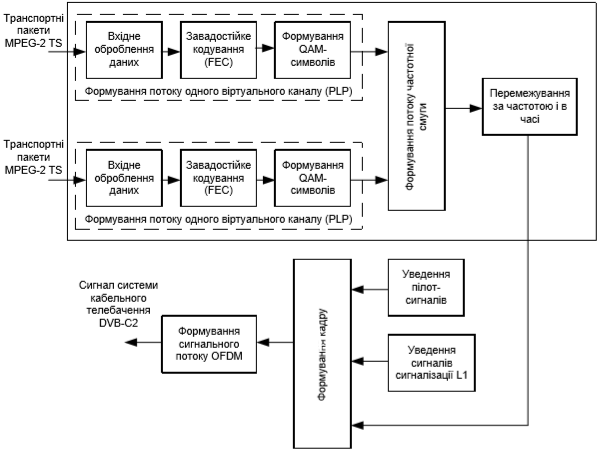 Транспортні
пакети
MPEG-2 TS
Вхідне
оброблення
даних
Завадостійке
кодування
(FEC)
Формування
QAM-
символів
Формування потоку одного віртуального каналу (PLP)
Транспортні
пакети
MPEG-2 TS
Вхідне
оброблення
даних
Завадостійке
кодування
(FEC)
Формування
QAM-
символів
Формування потоку одного віртуального каналу (PLP)
Формування потоку частотної
смуги
Перемежування
за частотою і в
часі
Сигнал системи
кабельного
телебачення
DVB-C2
Формування
сигнального
потоку OFDM
Формування кадру
Уведення
пілот-
сигналів
Уведення
сигналів
сигналізації L1